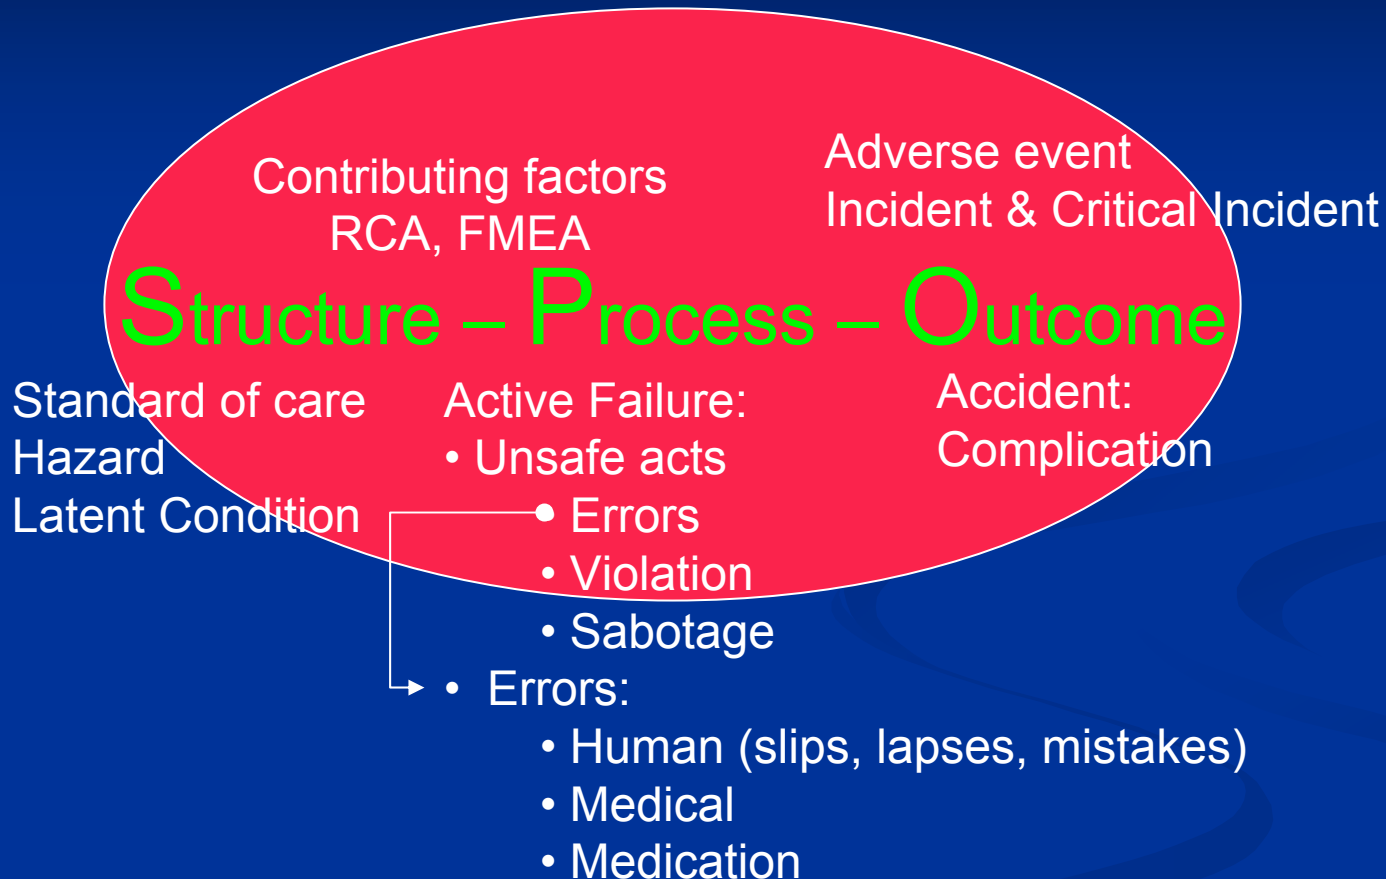 Contributing factors
RCA, FMEA
Adverse event
Incident & Critical Incident
Structure – Process – Outcome
Standard of care
Hazard
Latent Condition
Active Failure:
• Unsafe acts
• Errors
• Violation
• Sabotage
• Errors:
• Human (slips, lapses, mistakes)
• Medical
• Medication
Accident:
Complication